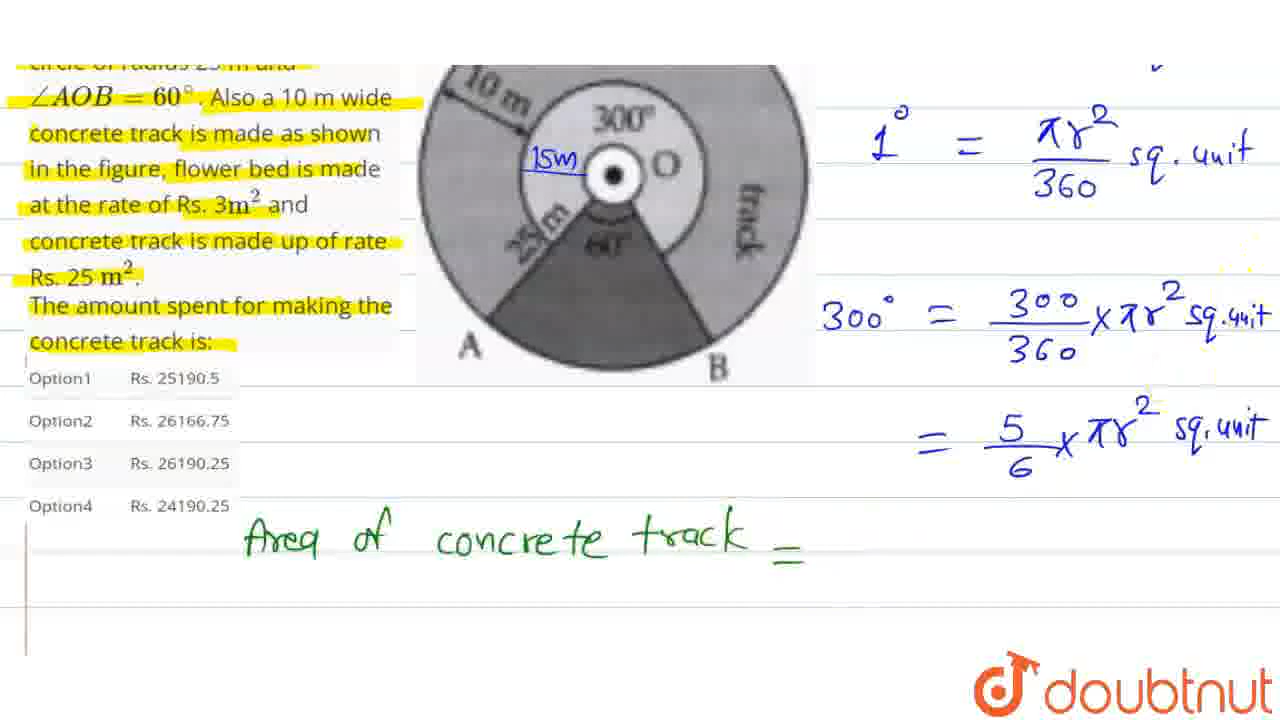 circle of radius 25 m and
∠AOB = 60°. Also a 10 m wide
concrete track is made as shown
in the figure, flower bed is made
at the rate of Rs. 3m² and
concrete track is made up of rate
Rs. 25 m².
The amount spent for making the
concrete track is:
Option1 Rs. 25190.5
Option2 Rs. 26166.75
Option3 Rs. 26190.25
Option4 Rs. 24190.25
10 m
300°
15m
O
25 m
60°
track
A
B
1° = πr²/360 sq. unit
300° = 300/360 × πr² sq. unit
= 5/6 × πr² sq. unit
Area of concrete track =
doubtnut